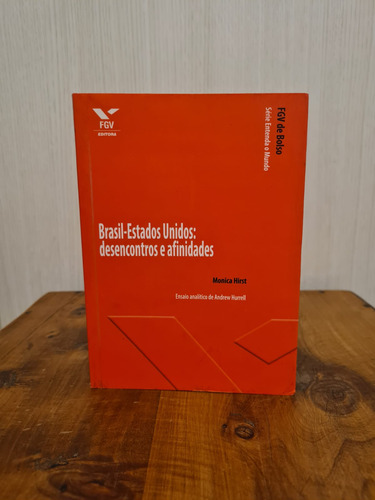 FGV
EDITORA
FGV de Bolso
Série Entenda o Mundo
Brasil-Estados Unidos:
desencontros e afinidades
Monica Hirst
Ensaio analítico de Andrew Hurrell